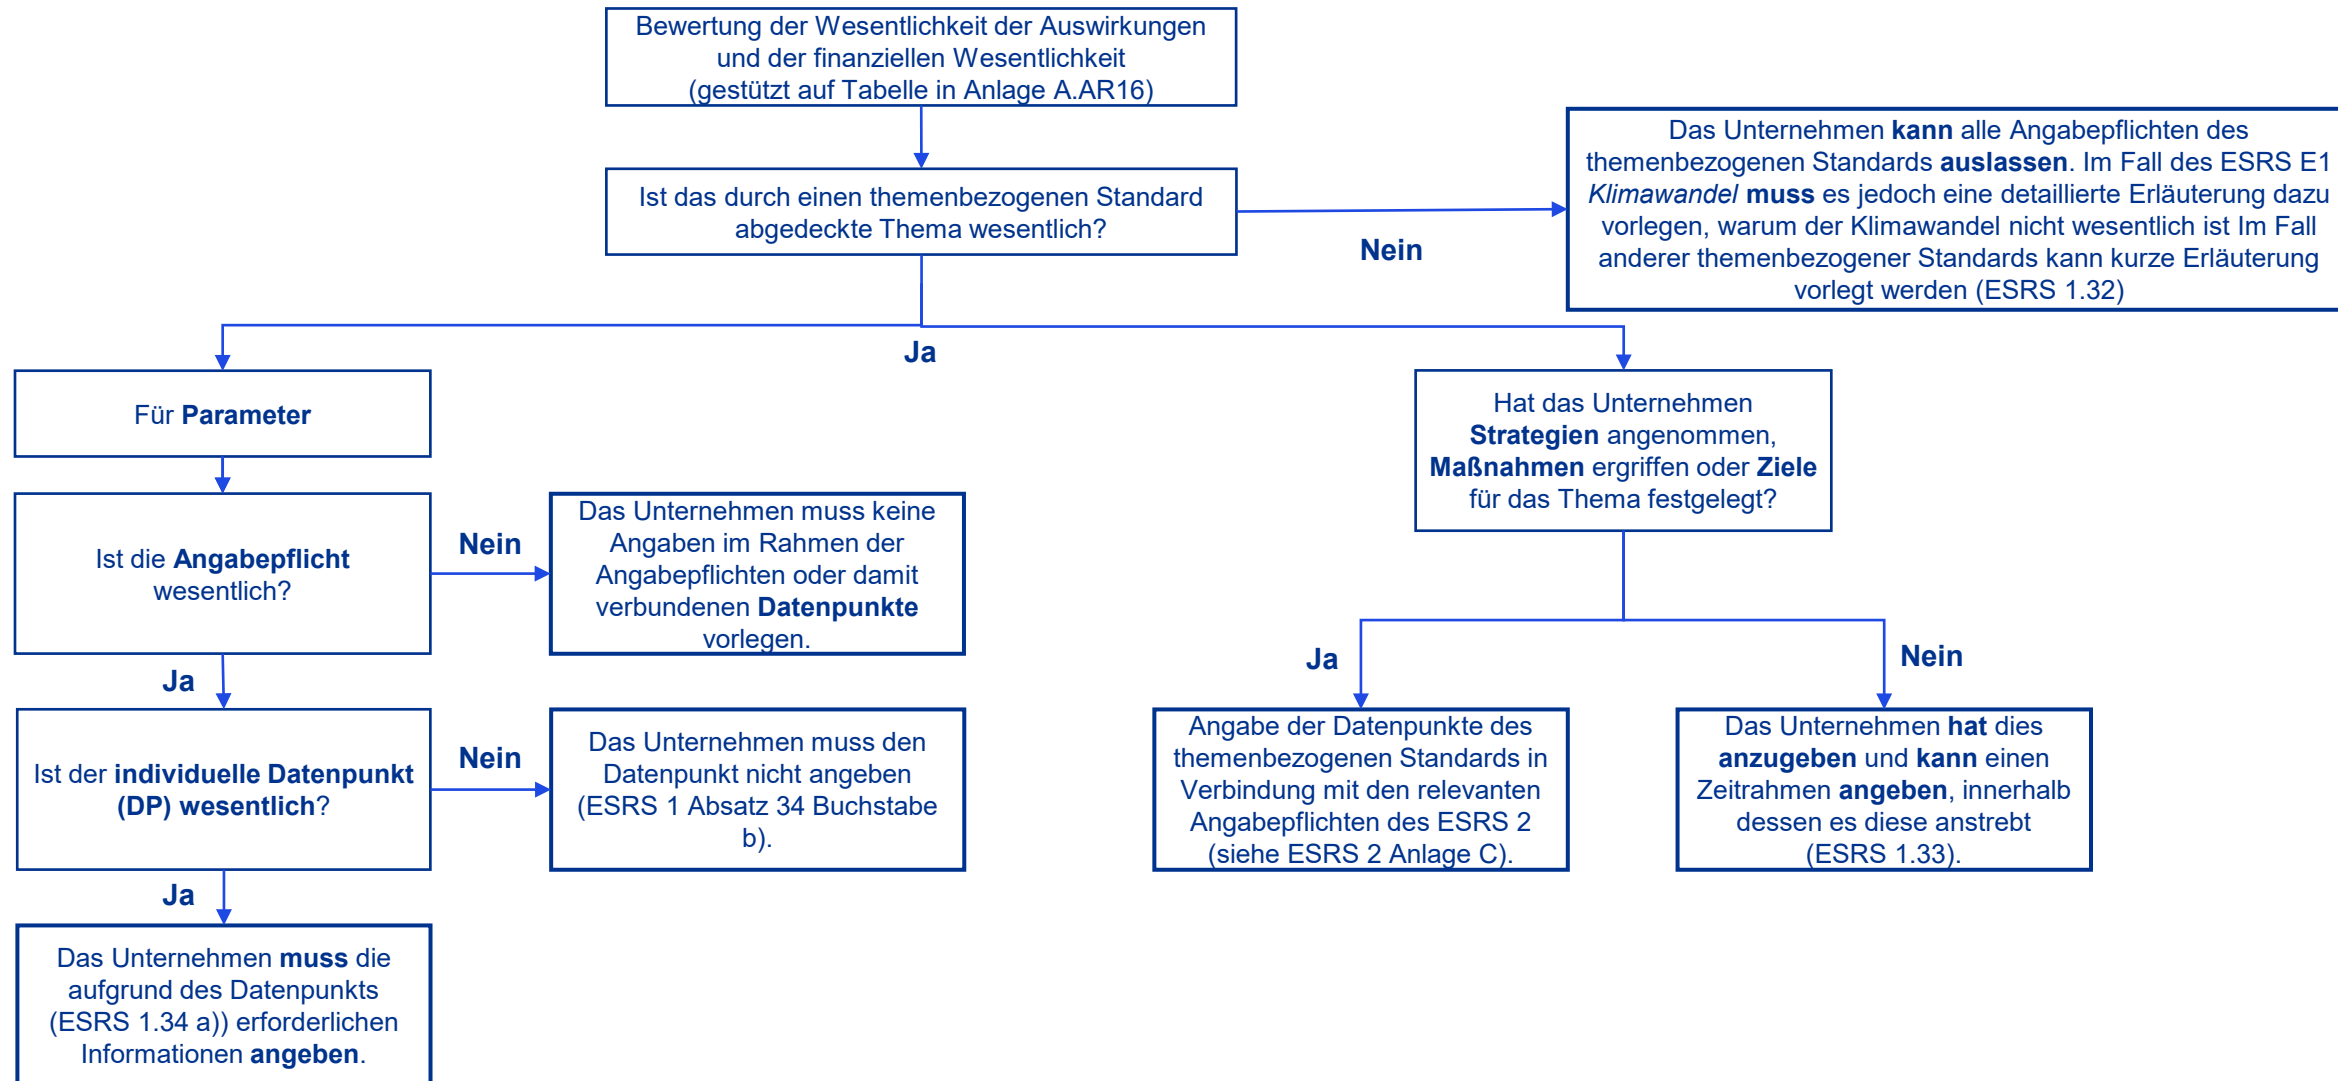 Bewertung der Wesentlichkeit der Auswirkungen
und der finanziellen Wesentlichkeit
(gestützt auf Tabelle in Anlage A.AR16)
Das Unternehmen kann alle Angabepflichten des
themenbezogenen Standards auslassen. Im Fall des ESRS E1
Klimawandel muss es jedoch eine detaillierte Erläuterung dazu
vorlegen, warum der Klimawandel nicht wesentlich ist Im Fall
anderer themenbezogener Standards kann kurze Erläuterung
vorlegt werden (ESRS 1.32)
Ist das durch einen themenbezogenen Standard
abgedeckte Thema wesentlich?
Nein
Ja
Für Parameter
Hat das Unternehmen
Strategien angenommen,
Maßnahmen ergriffen oder Ziele
für das Thema festgelegt?
Ist die Angabepflicht
wesentlich?
Nein
Das Unternehmen muss keine
Angaben im Rahmen der
Angabepflichten oder damit
verbundenen Datenpunkte
vorlegen.
Ja
Ja
Nein
Ist der individuelle Datenpunkt
(DP) wesentlich?
Nein
Das Unternehmen muss den
Datenpunkt nicht angeben
(ESRS 1 Absatz 34 Buchstabe
b).
Angabe der Datenpunkte des
themenbezogenen Standards in
Verbindung mit den relevanten
Angabepflichten des ESRS 2
(siehe ESRS 2 Anlage C).
Das Unternehmen hat dies
anzugeben und kann einen
Zeitrahmen angeben, innerhalb
dessen es diese anstrebt
(ESRS 1.33).
Ja
Das Unternehmen muss die
aufgrund des Datenpunkts
(ESRS 1.34 a)) erforderlichen
Informationen angeben.